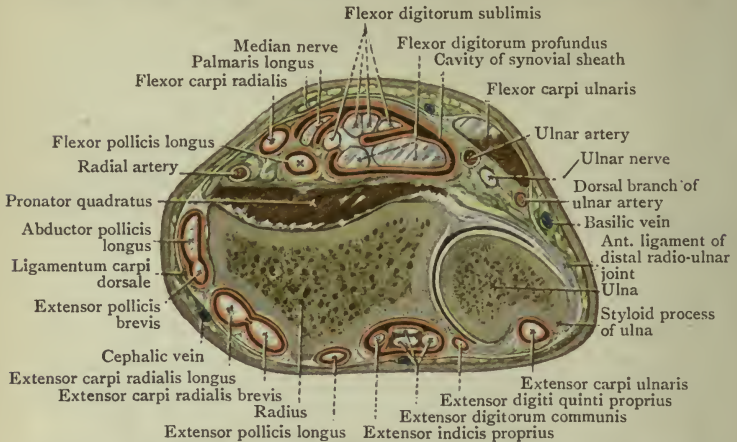 Flexor digitorum sublimis
Median nerve
Palmaris longus
Flexor carpi radialis
Flexor digitorum profundus
Cavity of synovial sheath
Flexor carpi ulnaris
Flexor pollicis longus
Radial artery
Pronator quadratus
Abductor pollicis
longus
Ligamentum carpi
dorsale
Extensor pollicis
brevis
Cephalic vein
Extensor carpi radialis longus
Extensor carpi radialis brevis
Radius
Extensor pollicis longus
Ulnar artery
Ulnar nerve
Dorsal branch of
ulnar artery
Basilic vein
Ant. ligament of
distal radio-ulnar
joint
Ulna
Styloid process
of ulna
Extensor carpi ulnaris
Extensor digiti quinti proprius
Extensor digitorum communis
Extensor indicis proprius